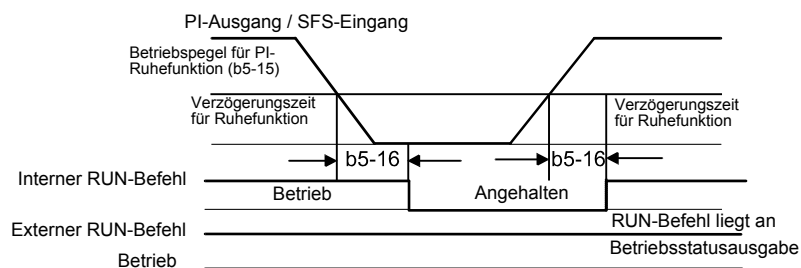 PI-Ausgang / SFS-Eingang
Betriebspegel für PI-
Ruhefunktion (b5-15)
Verzögerungszeit
für Ruhefunktion
Verzögerungszeit
für Ruhefunktion
b5-16
b5-16
Interner RUN-Befehl
Betrieb
Angehalten
Externer RUN-Befehl
RUN-Befehl liegt an
Betrieb
Betriebsstatusausgabe